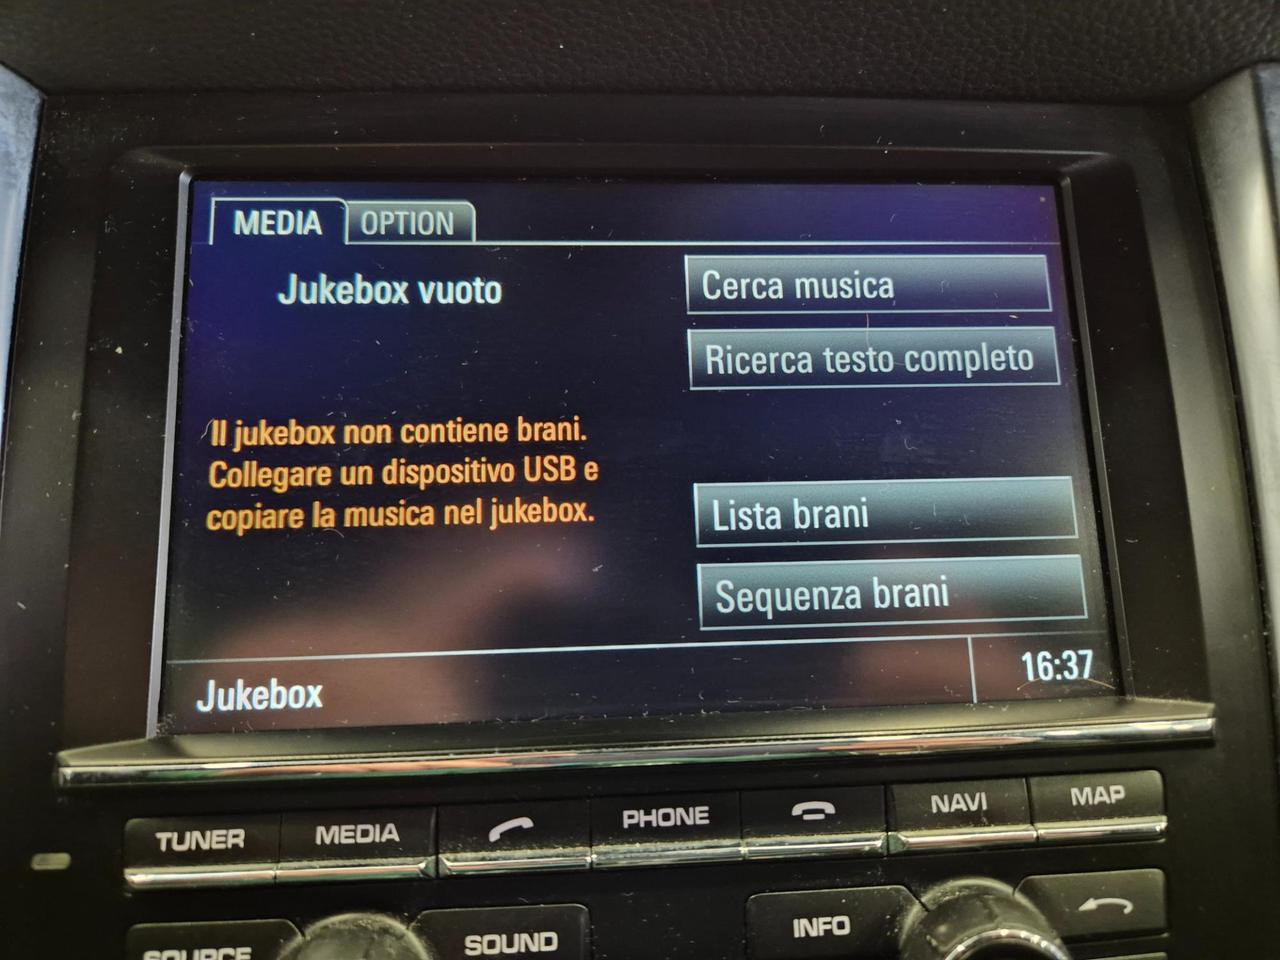 MEDIA OPTION
Jukebox vuoto
Cerca musica
Ricerca testo completo
Il jukebox non contiene brani.
Collegare un dispositivo USB e
copiare la musica nel jukebox.
Lista brani
Sequenza brani
Jukebox
16:37
TUNER MEDIA PHONE NAVI MAP
SOURCE SOUND INFO